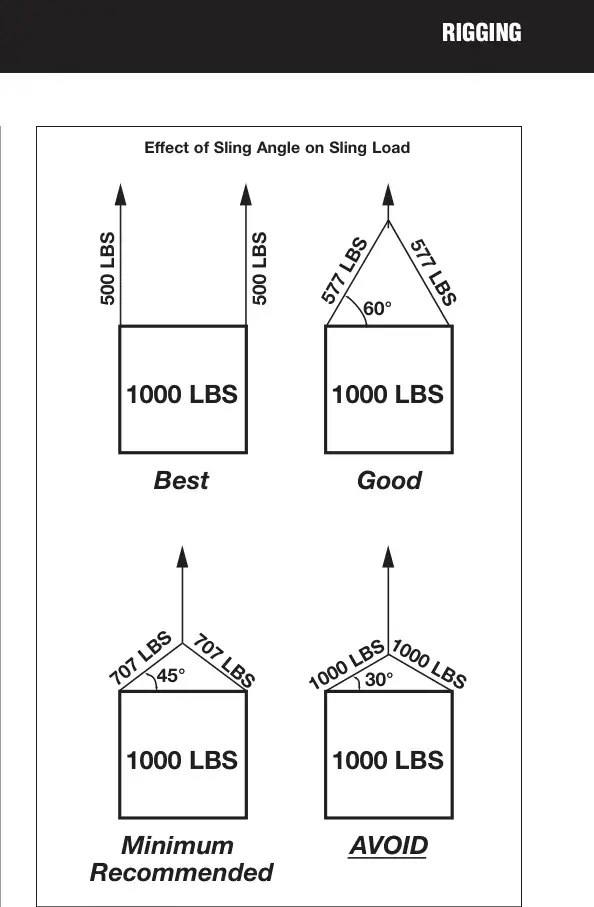 RIGGING
Effect of Sling Angle on Sling Load
500 LBS
500 LBS
1000 LBS
Best
577 LBS
577 LBS
60°
1000 LBS
Good
707 LBS
707 LBS
45°
1000 LBS
Minimum
Recommended
1000 LBS
1000 LBS
30°
1000 LBS
AVOID